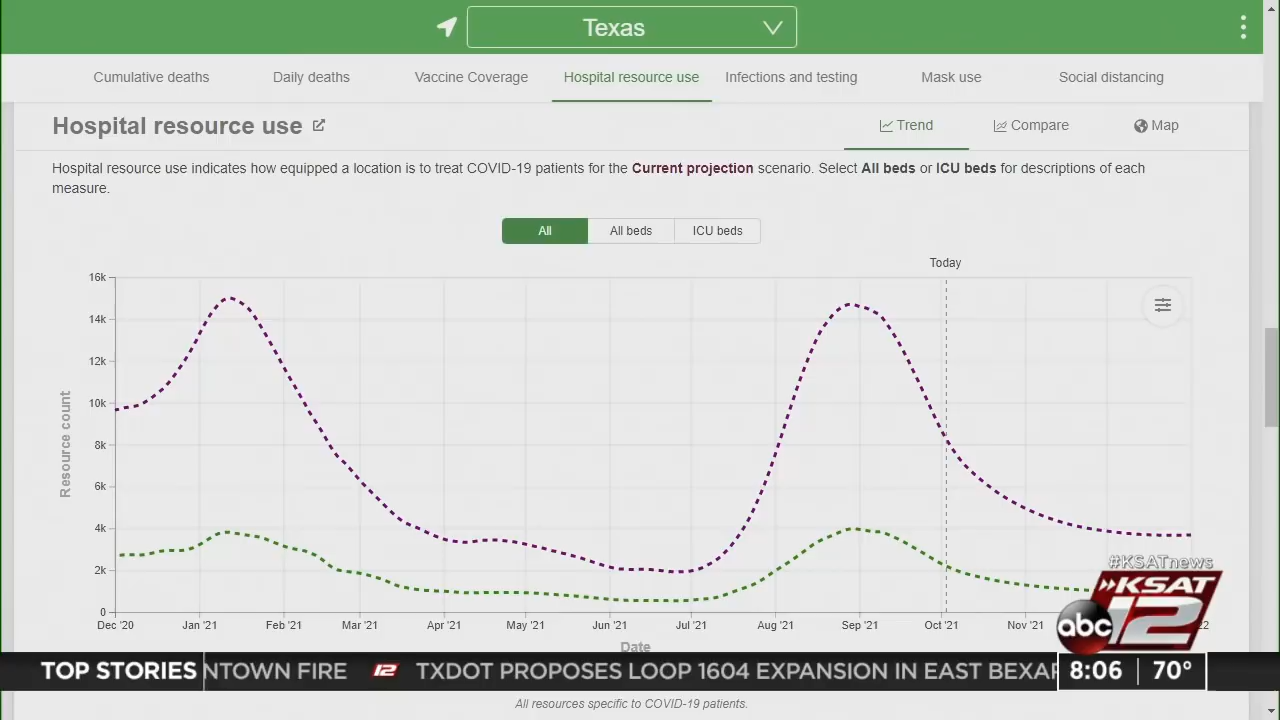 Texas
Cumulative deaths Daily deaths Vaccine Coverage Hospital resource use Infections and testing Mask use Social distancing
Hospital resource use Trend Compare Map
Hospital resource use indicates how equipped a location is to treat COVID-19 patients for the Current projection scenario. Select All beds or ICU beds for descriptions of each
measure.
All All beds ICU beds
Today
16k
14k
12k
10k
8k
6k
4k
2k
0
Resource count
Dec '20 Jan '21 Feb '21 Mar '21 Apr '21 May '21 Jun '21 Jul '21 Aug '21 Sep '21 Oct '21 Nov '21 22
Date
#KSATnews
KSAT
abc 12
TOP STORIES NTOWN FIRE 12 TXDOT PROPOSES LOOP 1604 EXPANSION IN EAST BEXAR 8:06 70°
All resources specific to COVID-19 patients.